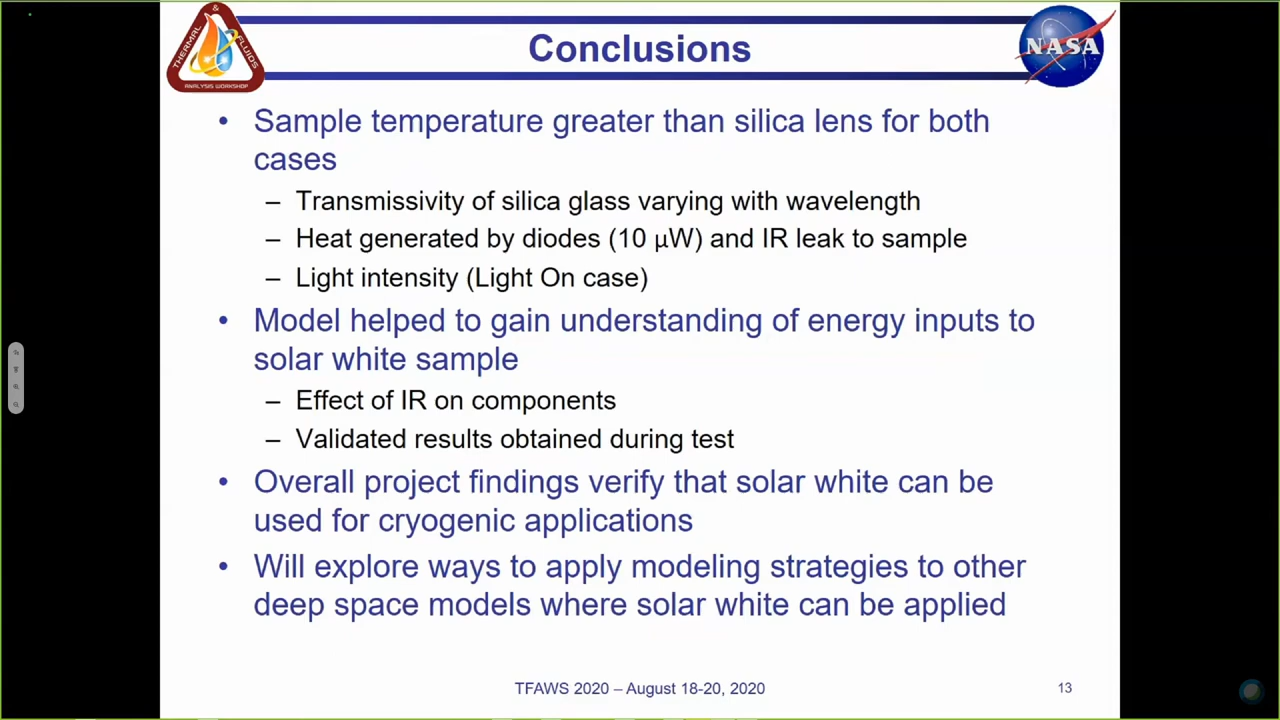 &
THERMAL
FLUIDS
ANALYSIS WORKSHOP
Conclusions
NASA
• Sample temperature greater than silica lens for both
cases
– Transmissivity of silica glass varying with wavelength
– Heat generated by diodes (10 µW) and IR leak to sample
– Light intensity (Light On case)
• Model helped to gain understanding of energy inputs to
solar white sample
– Effect of IR on components
– Validated results obtained during test
• Overall project findings verify that solar white can be
used for cryogenic applications
• Will explore ways to apply modeling strategies to other
deep space models where solar white can be applied
TFAWS 2020 – August 18-20, 2020
13